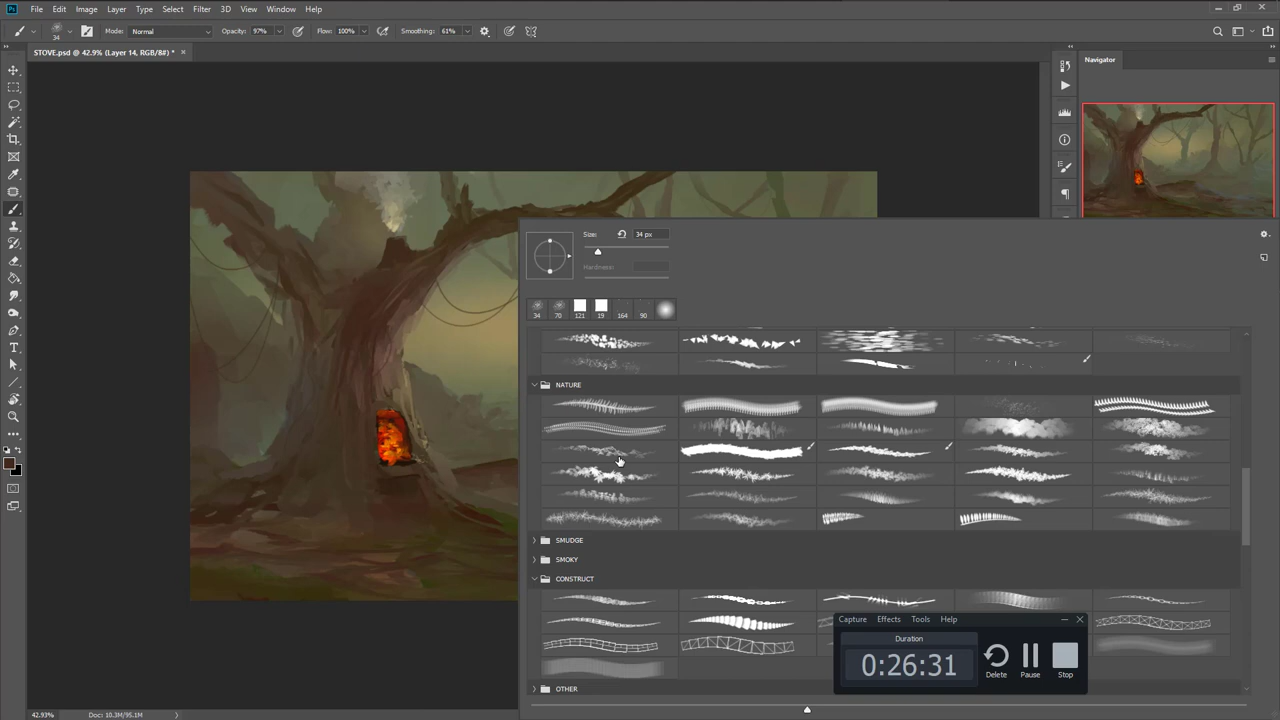 Ps File Edit Image Layer Type Select Filter 3D View Window Help
34 Mode: Normal Opacity: 97% Flow: 100% Smoothing: 61%
STOVE.psd @ 42.9% (Layer 14, RGB/8#) * ×
Navigator
Size: 34 px
Hardness:
34 70 121 19 164 90
NATURE
SMUDGE
SMOKY
CONSTRUCT
Capture Effects Tools Help
Duration
0:26:31
Delete Pause Stop
OTHER
42.93% Doc: 10.3M/95.1M